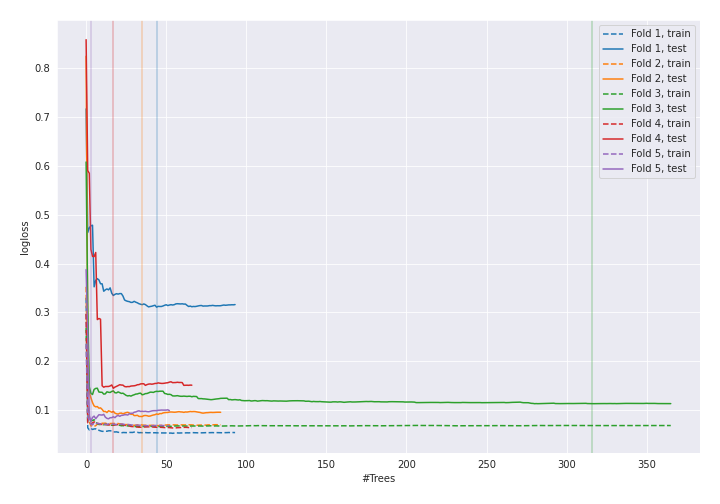 0.8
0.7
0.6
0.5
0.4
0.3
0.2
0.1
logloss
0
50
100
150
200
250
300
350
#Trees
Fold 1, train
Fold 1, test
Fold 2, train
Fold 2, test
Fold 3, train
Fold 3, test
Fold 4, train
Fold 4, test
Fold 5, train
Fold 5, test